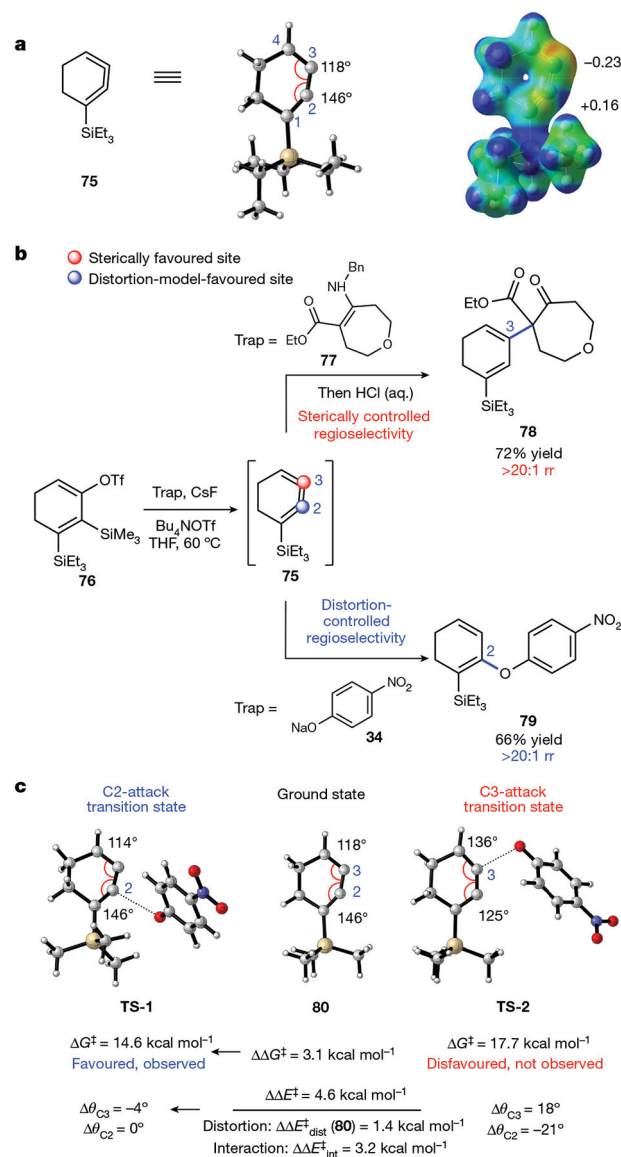 a
4
3
118°
146°
2
1
SiEt3
75
−0.23
+0.16
b
Sterically favoured site
Distortion-model-favoured site
Trap =
Bn
NH
O
EtO
O
77
Then HCl (aq.)
Sterically controlled
regioselectivity
O
O
EtO
3
O
SiEt3
78
72% yield
>20:1 rr
OTf
SiMe3
SiEt3
76
Trap, CsF
Bu4NOTf
THF, 60 ºC
3
2
SiEt3
75
Distortion-
controlled
regioselectivity
Trap =
NO2
NaO
34
NO2
2
O
SiEt3
79
66% yield
>20:1 rr
c
C2-attack
transition state
Ground state
C3-attack
transition state
114°
2
146°
TS-1
118°
3
2
146°
80
136°
3
125°
TS-2
ΔG‡ = 14.6 kcal mol−1
Favoured, observed
ΔΔG‡ = 3.1 kcal mol−1
ΔG‡ = 17.7 kcal mol−1
Disfavoured, not observed
ΔΔE‡ = 4.6 kcal mol−1
ΔθC3 = −4°
ΔθC2 = 0°
Distortion: ΔΔE‡dist (80) = 1.4 kcal mol−1
Interaction: ΔΔE‡int = 3.2 kcal mol−1
ΔθC3 = 18°
ΔθC2 = −21°